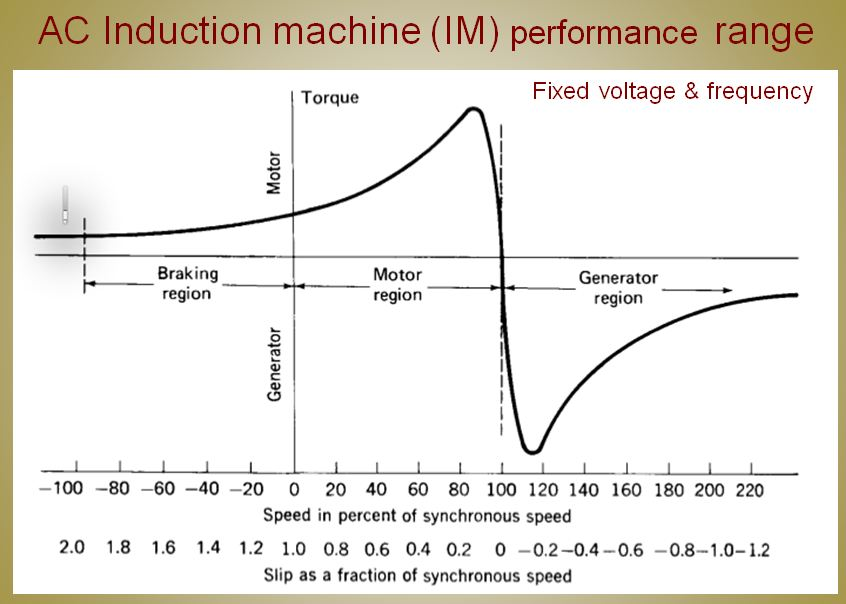 AC Induction machine (IM) performance range
Fixed voltage & frequency
Torque
Motor
Braking
region
Motor
region
Generator
region
Generator
−100 −80 −60 −40 −20 0 20 40 60 80 100 120 140 160 180 200 220
Speed in percent of synchronous speed
2.0 1.8 1.6 1.4 1.2 1.0 0.8 0.6 0.4 0.2 0 −0.2−0.4−0.6 −0.8−1.0−1.2
Slip as a fraction of synchronous speed